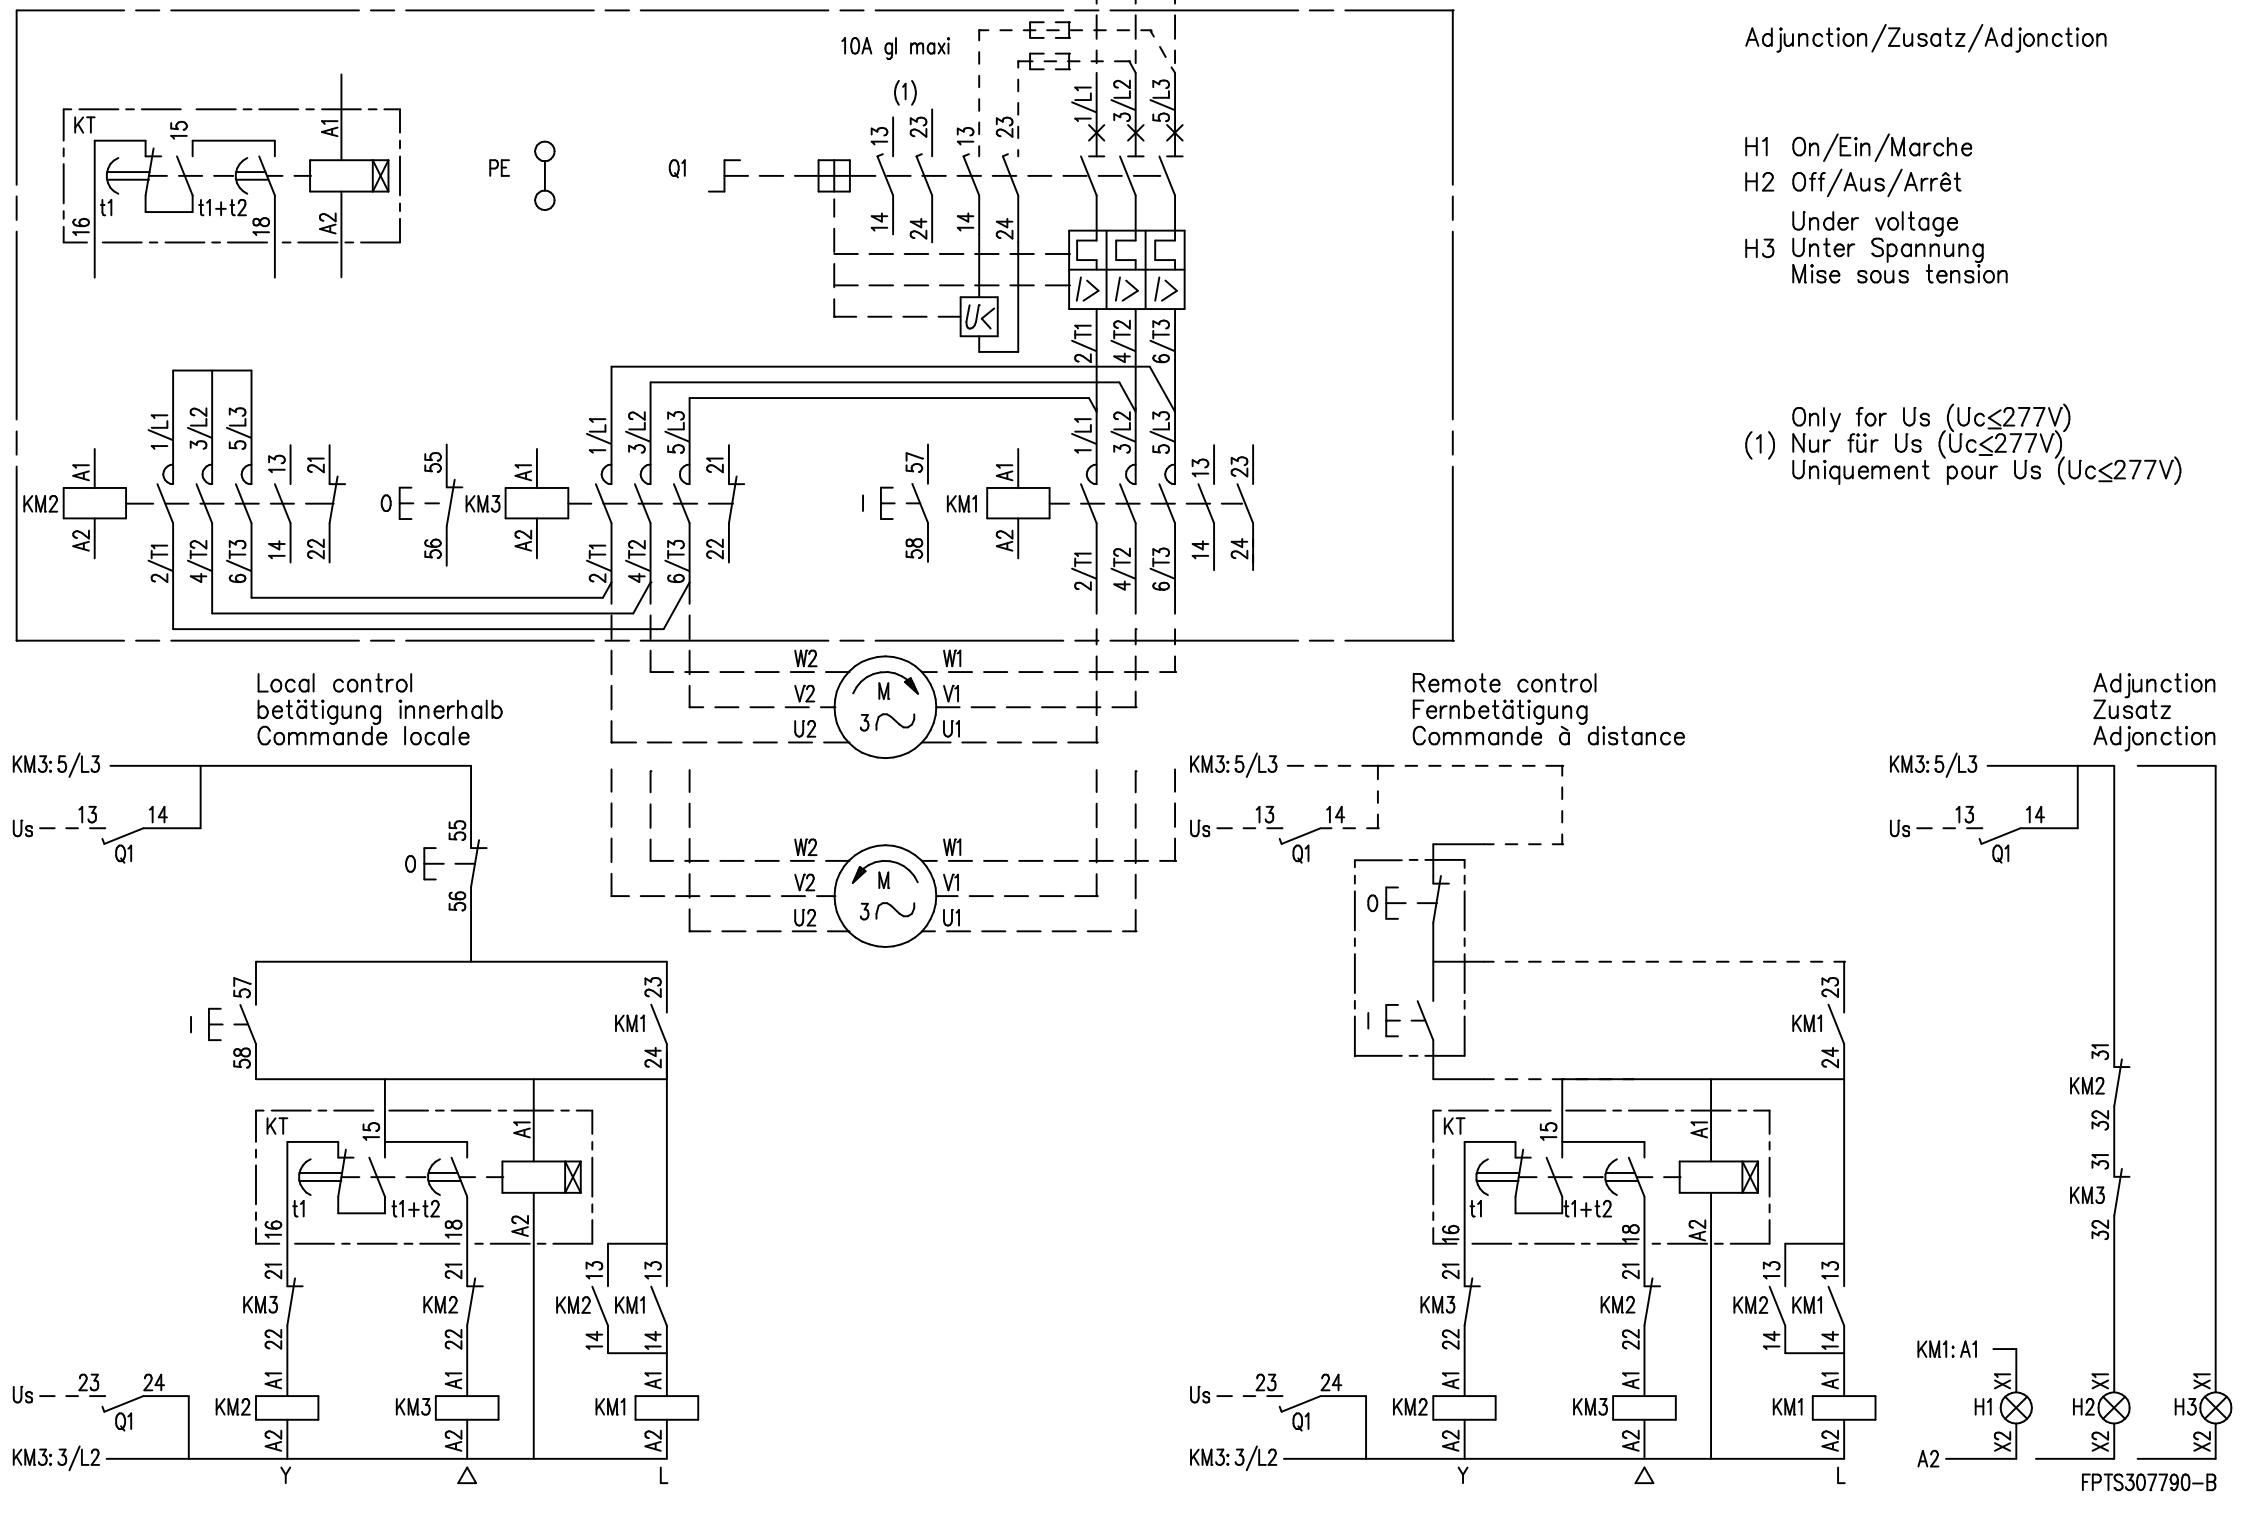 10A gl maxi
(1)
Adjunction/Zusatz/Adjonction
H1 On/Ein/Marche
H2 Off/Aus/Arrêt
Under voltage
H3 Unter Spannung
Mise sous tension
Only for Us (Uc≤277V)
(1) Nur für Us (Uc≤277V)
Uniquement pour Us (Uc≤277V)
KT
15
A1
t1
t1+t2
16
18
A2
PE
Q1
13
23
13
23
1/L1
3/L2
5/L3
14
24
14
24
I>
I>
I>
U<
2/T1
4/T2
6/T3
KM2
A1
A2
1/L1
3/L2
5/L3
13
21
2/T1
4/T2
6/T3
14
22
O
55
56
KM3
A1
A2
1/L1
3/L2
5/L3
21
2/T1
4/T2
6/T3
22
I
57
58
KM1
A1
A2
1/L1
3/L2
5/L3
13
23
2/T1
4/T2
6/T3
14
24
W2
W1
V2
M
V1
3
U2
U1
W2
W1
V2
M
V1
3
U2
U1
Local control
betätigung innerhalb
Commande locale
KM3:5/L3
Us
13
14
Q1
O
55
56
I
57
58
KM1
23
24
KT
15
A1
t1
t1+t2
16
18
A2
KM3
21
22
KM2
21
22
KM2
13
14
KM1
13
14
Us
23
24
Q1
KM2
A1
A2
KM3
A1
A2
KM1
A1
A2
KM3:3/L2
Y
△
L
Remote control
Fernbetätigung
Commande à distance
KM3:5/L3
Us
13
14
Q1
O
I
KM1
23
24
KT
15
A1
t1
t1+t2
16
18
A2
KM3
21
22
KM2
21
22
KM2
13
14
KM1
13
14
Us
23
24
Q1
KM2
A1
A2
KM3
A1
A2
KM1
A1
A2
KM3:3/L2
Y
△
L
Adjunction
Zusatz
Adjonction
KM3:5/L3
Us
13
14
Q1
31
KM2
32
31
KM3
32
KM1:A1
X1
X1
X1
H1
H2
H3
X2
X2
X2
A2
FPTS307790-B